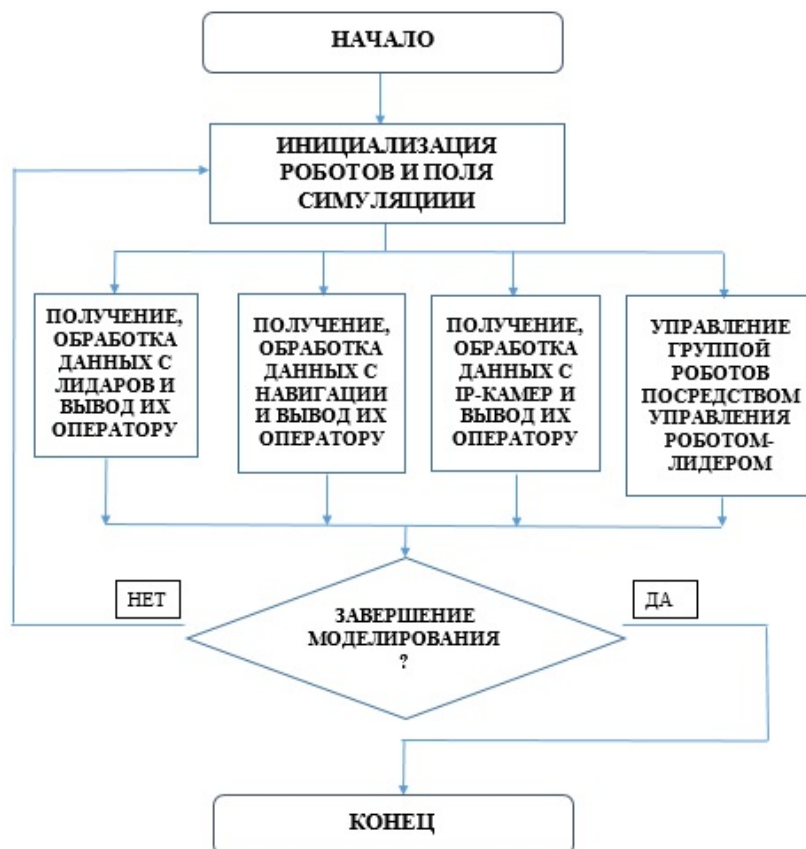 НАЧАЛО
ИНИЦИАЛИЗАЦИЯ
РОБОТОВ И ПОЛЯ
СИМУЛЯЦИИИ
ПОЛУЧЕНИЕ,
ОБРАБОТКА
ДАННЫХ С
ЛИДАРОВ И
ВЫВОД ИХ
ОПЕРАТОРУ
ПОЛУЧЕНИЕ,
ОБРАБОТКА
ДАННЫХ С
НАВИГАЦИИ
И ВЫВОД ИХ
ОПЕРАТОРУ
ПОЛУЧЕНИЕ,
ОБРАБОТКА
ДАННЫХ С
IP-КАМЕР И
ВЫВОД ИХ
ОПЕРАТОРУ
УПРАВЛЕНИЕ
ГРУППОЙ
РОБОТОВ
ПОСРЕДСТВОМ
УПРАВЛЕНИЯ
РОБОТОМ-
ЛИДЕРОМ
НЕТ
ДА
ЗАВЕРШЕНИЕ
МОДЕЛИРОВАНИЯ
?
КОНЕЦ